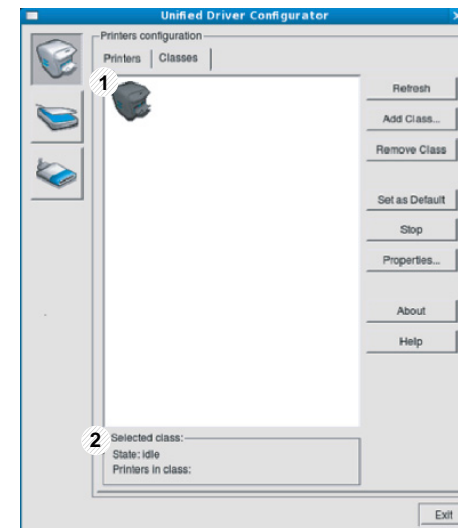 Unified Driver Configurator
Printers configuration
Printers Classes
1
Refresh
Add Class...
Remove Class
Set as Default
Stop
Properties...
About
Help
2 Selected class:
State: idle
Printers in class:
Exit